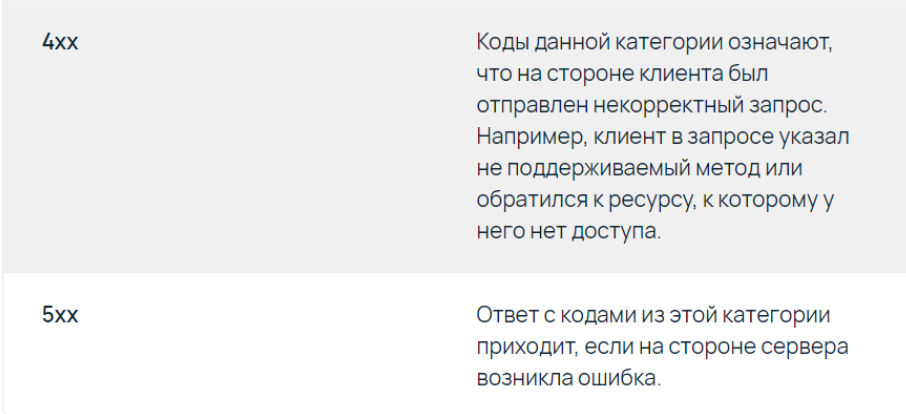 4xx
Коды данной категории означают,
что на стороне клиента был
отправлен некорректный запрос.
Например, клиент в запросе указал
не поддерживаемый метод или
обратился к ресурсу, к которому у
него нет доступа.
5xx
Ответ с кодами из этой категории
приходит, если на стороне сервера
возникла ошибка.